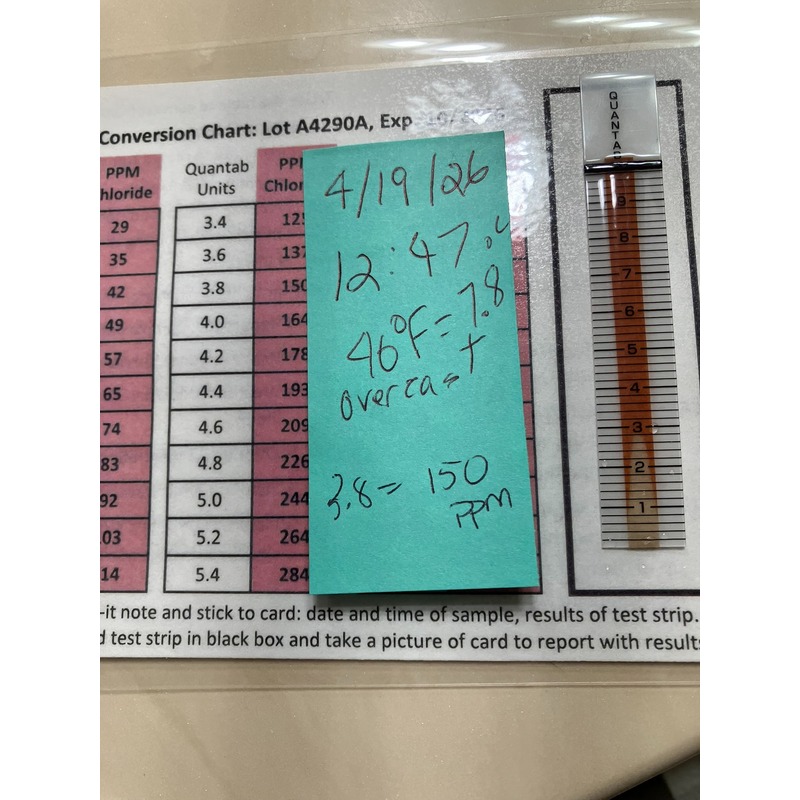 Conversion Chart: Lot A4290A, Exp
PPM Quantab PPM
hloride Units Chlor
29 3.4 12
35 3.6 137
42 3.8 150
49 4.0 164
57 4.2 178
65 4.4 193
74 4.6 209
83 4.8 226
92 5.0 244
03 5.2 264
14 5.4 284
4/19/26
12:47
46°F = 7.8
overcast
3.8 = 150
ppm
QUANTAB
9
8
7
6
5
4
3
2
1
-it note and stick to card: date and time of sample, results of test strip.
d test strip in black box and take a picture of card to report with results